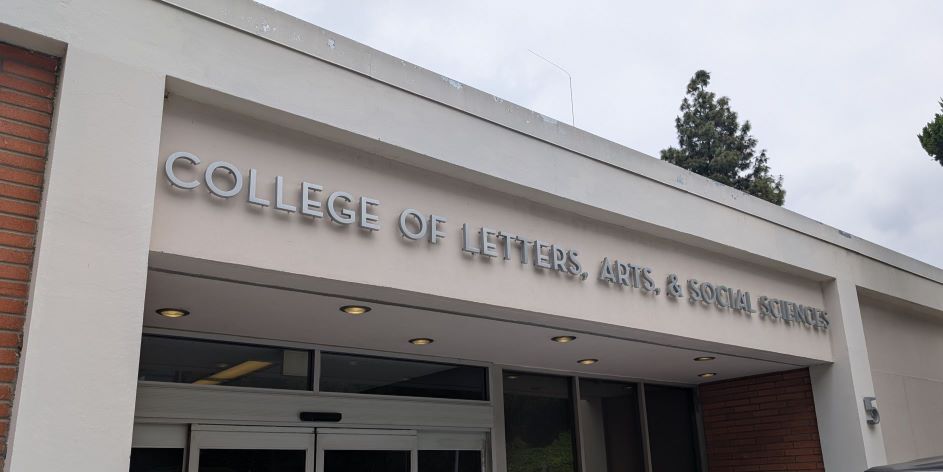 COLLEGE OF LETTERS, ARTS, & SOCIAL SCIENCES
5